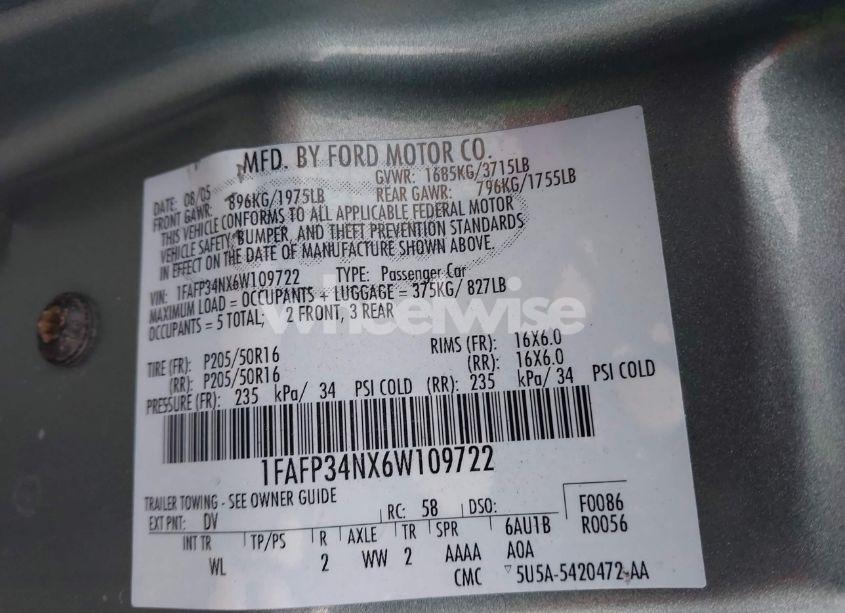 MFD. BY FORD MOTOR CO.
DATE: 08/05 GVWR: 1685KG/3715LB
FRONT GAWR: 896KG/1975LB REAR GAWR: 796KG/1755LB
THIS VEHICLE CONFORMS TO ALL APPLICABLE FEDERAL MOTOR
VEHICLE SAFETY, BUMPER, AND THEFT PREVENTION STANDARDS
IN EFFECT ON THE DATE OF MANUFACTURE SHOWN ABOVE.
VIN: 1FAFP34NX6W109722 TYPE: Passenger Car
MAXIMUM LOAD = OCCUPANTS + LUGGAGE = 375KG/ 827LB
OCCUPANTS = 5 TOTAL; 2 FRONT, 3 REAR
wheelwise
TIRE (FR): P205/50R16 RIMS (FR): 16X6.0
(RR): P205/50R16 (RR): 16X6.0
PRESSURE (FR): 235 kPa/ 34 PSI COLD (RR): 235 kPa/ 34 PSI COLD
1FAFP34NX6W109722
TRAILER TOWING - SEE OWNER GUIDE
EXT PNT: DV RC: 58 DSO: F0086
R0056
INT TR TP/PS R AXLE TR SPR 6AU1B
WL 2 WW 2 AAAA A0A
CMC 5U5A-5420472-AA